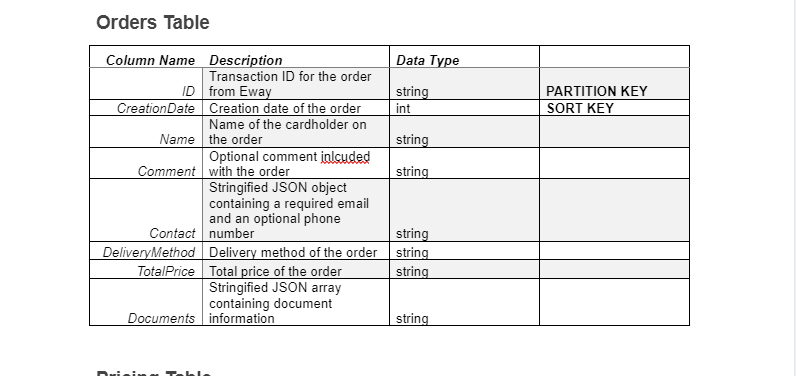 Orders Table
Column Name Description Data Type
Transaction ID for the order
ID from Eway string PARTITION KEY
CreationDate Creation date of the order int SORT KEY
Name of the cardholder on
Name the order string
Optional comment inlcuded
Comment with the order string
Stringified JSON object
containing a required email
and an optional phone
Contact number string
DeliveryMethod Delivery method of the order string
TotalPrice Total price of the order string
Stringified JSON array
containing document
Documents information string
Pricing Table